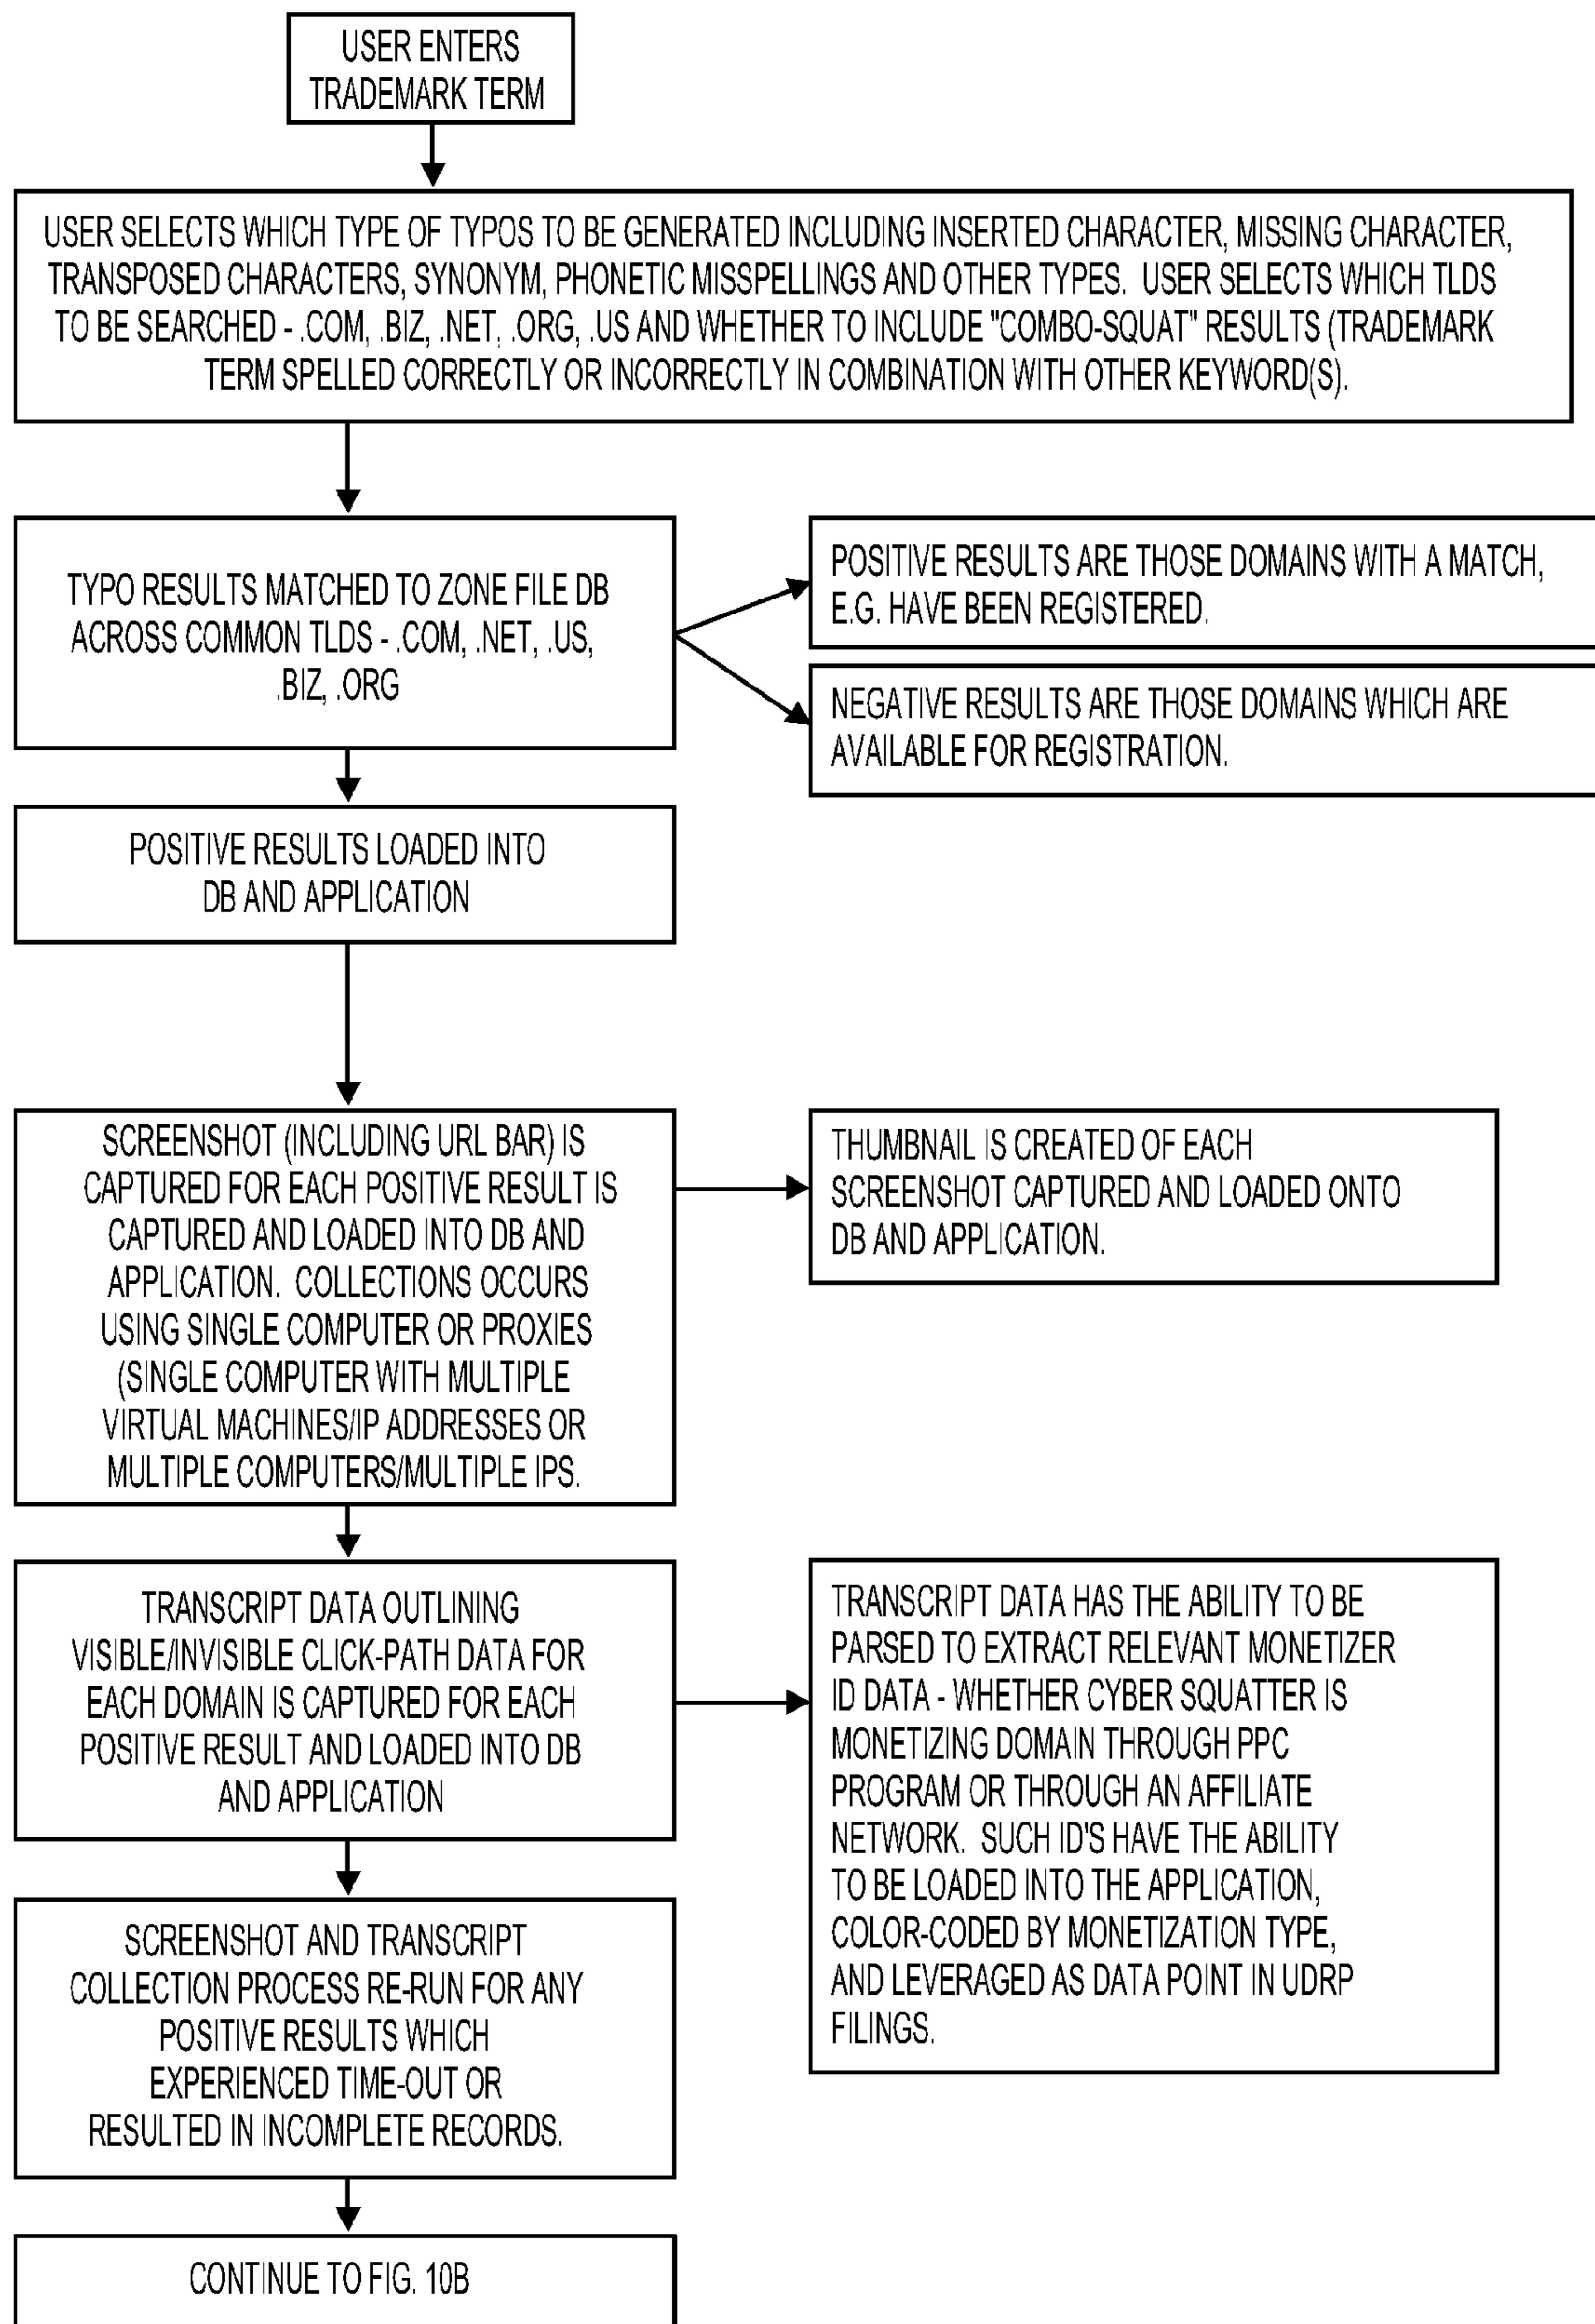 USER ENTERS
TRADEMARK TERM
USER SELECTS WHICH TYPE OF TYPOS TO BE GENERATED INCLUDING INSERTED CHARACTER, MISSING CHARACTER,
TRANSPOSED CHARACTERS, SYNONYM, PHONETIC MISSPELLINGS AND OTHER TYPES. USER SELECTS WHICH TLDS
TO BE SEARCHED - .COM, .BIZ, .NET, .ORG, .US AND WHETHER TO INCLUDE "COMBO-SQUAT" RESULTS (TRADEMARK
TERM SPELLED CORRECTLY OR INCORRECTLY IN COMBINATION WITH OTHER KEYWORD(S).
TYPO RESULTS MATCHED TO ZONE FILE DB
ACROSS COMMON TLDS - .COM, .NET, .US,
.BIZ, .ORG
POSITIVE RESULTS ARE THOSE DOMAINS WITH A MATCH,
E.G. HAVE BEEN REGISTERED.
NEGATIVE RESULTS ARE THOSE DOMAINS WHICH ARE
AVAILABLE FOR REGISTRATION.
POSITIVE RESULTS LOADED INTO
DB AND APPLICATION
SCREENSHOT (INCLUDING URL BAR) IS
CAPTURED FOR EACH POSITIVE RESULT IS
CAPTURED AND LOADED INTO DB AND
APPLICATION. COLLECTIONS OCCURS
USING SINGLE COMPUTER OR PROXIES
(SINGLE COMPUTER WITH MULTIPLE
VIRTUAL MACHINES/IP ADDRESSES OR
MULTIPLE COMPUTERS/MULTIPLE IPS.
THUMBNAIL IS CREATED OF EACH
SCREENSHOT CAPTURED AND LOADED ONTO
DB AND APPLICATION.
TRANSCRIPT DATA OUTLINING
VISIBLE/INVISIBLE CLICK-PATH DATA FOR
EACH DOMAIN IS CAPTURED FOR EACH
POSITIVE RESULT AND LOADED INTO DB
AND APPLICATION
TRANSCRIPT DATA HAS THE ABILITY TO BE
PARSED TO EXTRACT RELEVANT MONETIZER
ID DATA - WHETHER CYBER SQUATTER IS
MONETIZING DOMAIN THROUGH PPC
PROGRAM OR THROUGH AN AFFILIATE
NETWORK. SUCH ID'S HAVE THE ABILITY
TO BE LOADED INTO THE APPLICATION,
COLOR-CODED BY MONETIZATION TYPE,
AND LEVERAGED AS DATA POINT IN UDRP
FILINGS.
SCREENSHOT AND TRANSCRIPT
COLLECTION PROCESS RE-RUN FOR ANY
POSITIVE RESULTS WHICH
EXPERIENCED TIME-OUT OR
RESULTED IN INCOMPLETE RECORDS.
CONTINUE TO FIG. 10B